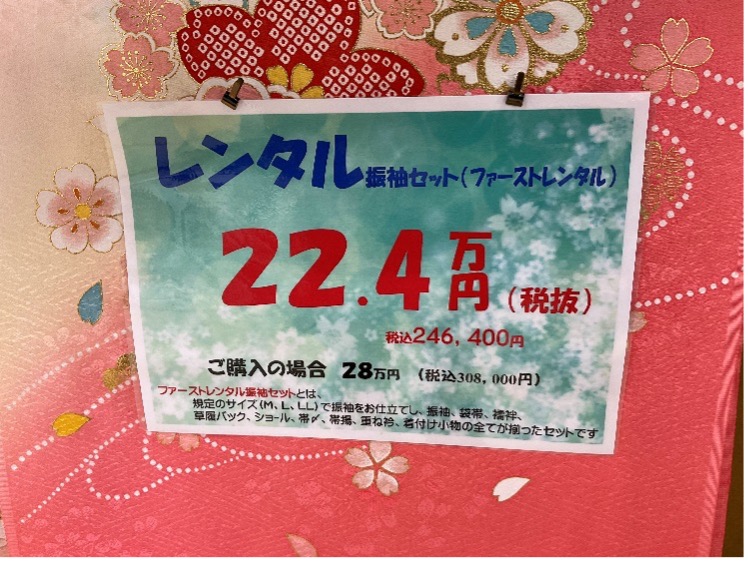 レンタル振袖セット(ファーストレンタル)
22.4万円(税抜)
税込246,400円
ご購入の場合 28万円 (税込308,000円)
ファーストレンタル振袖セットとは、
規定のサイズ(M、L、LL)で振袖をお仕立てし、振袖、袋帯、襦袢、
草履バック、ショール、帯〆、帯揚、重ね衿、着付け小物の全てが揃ったセットです